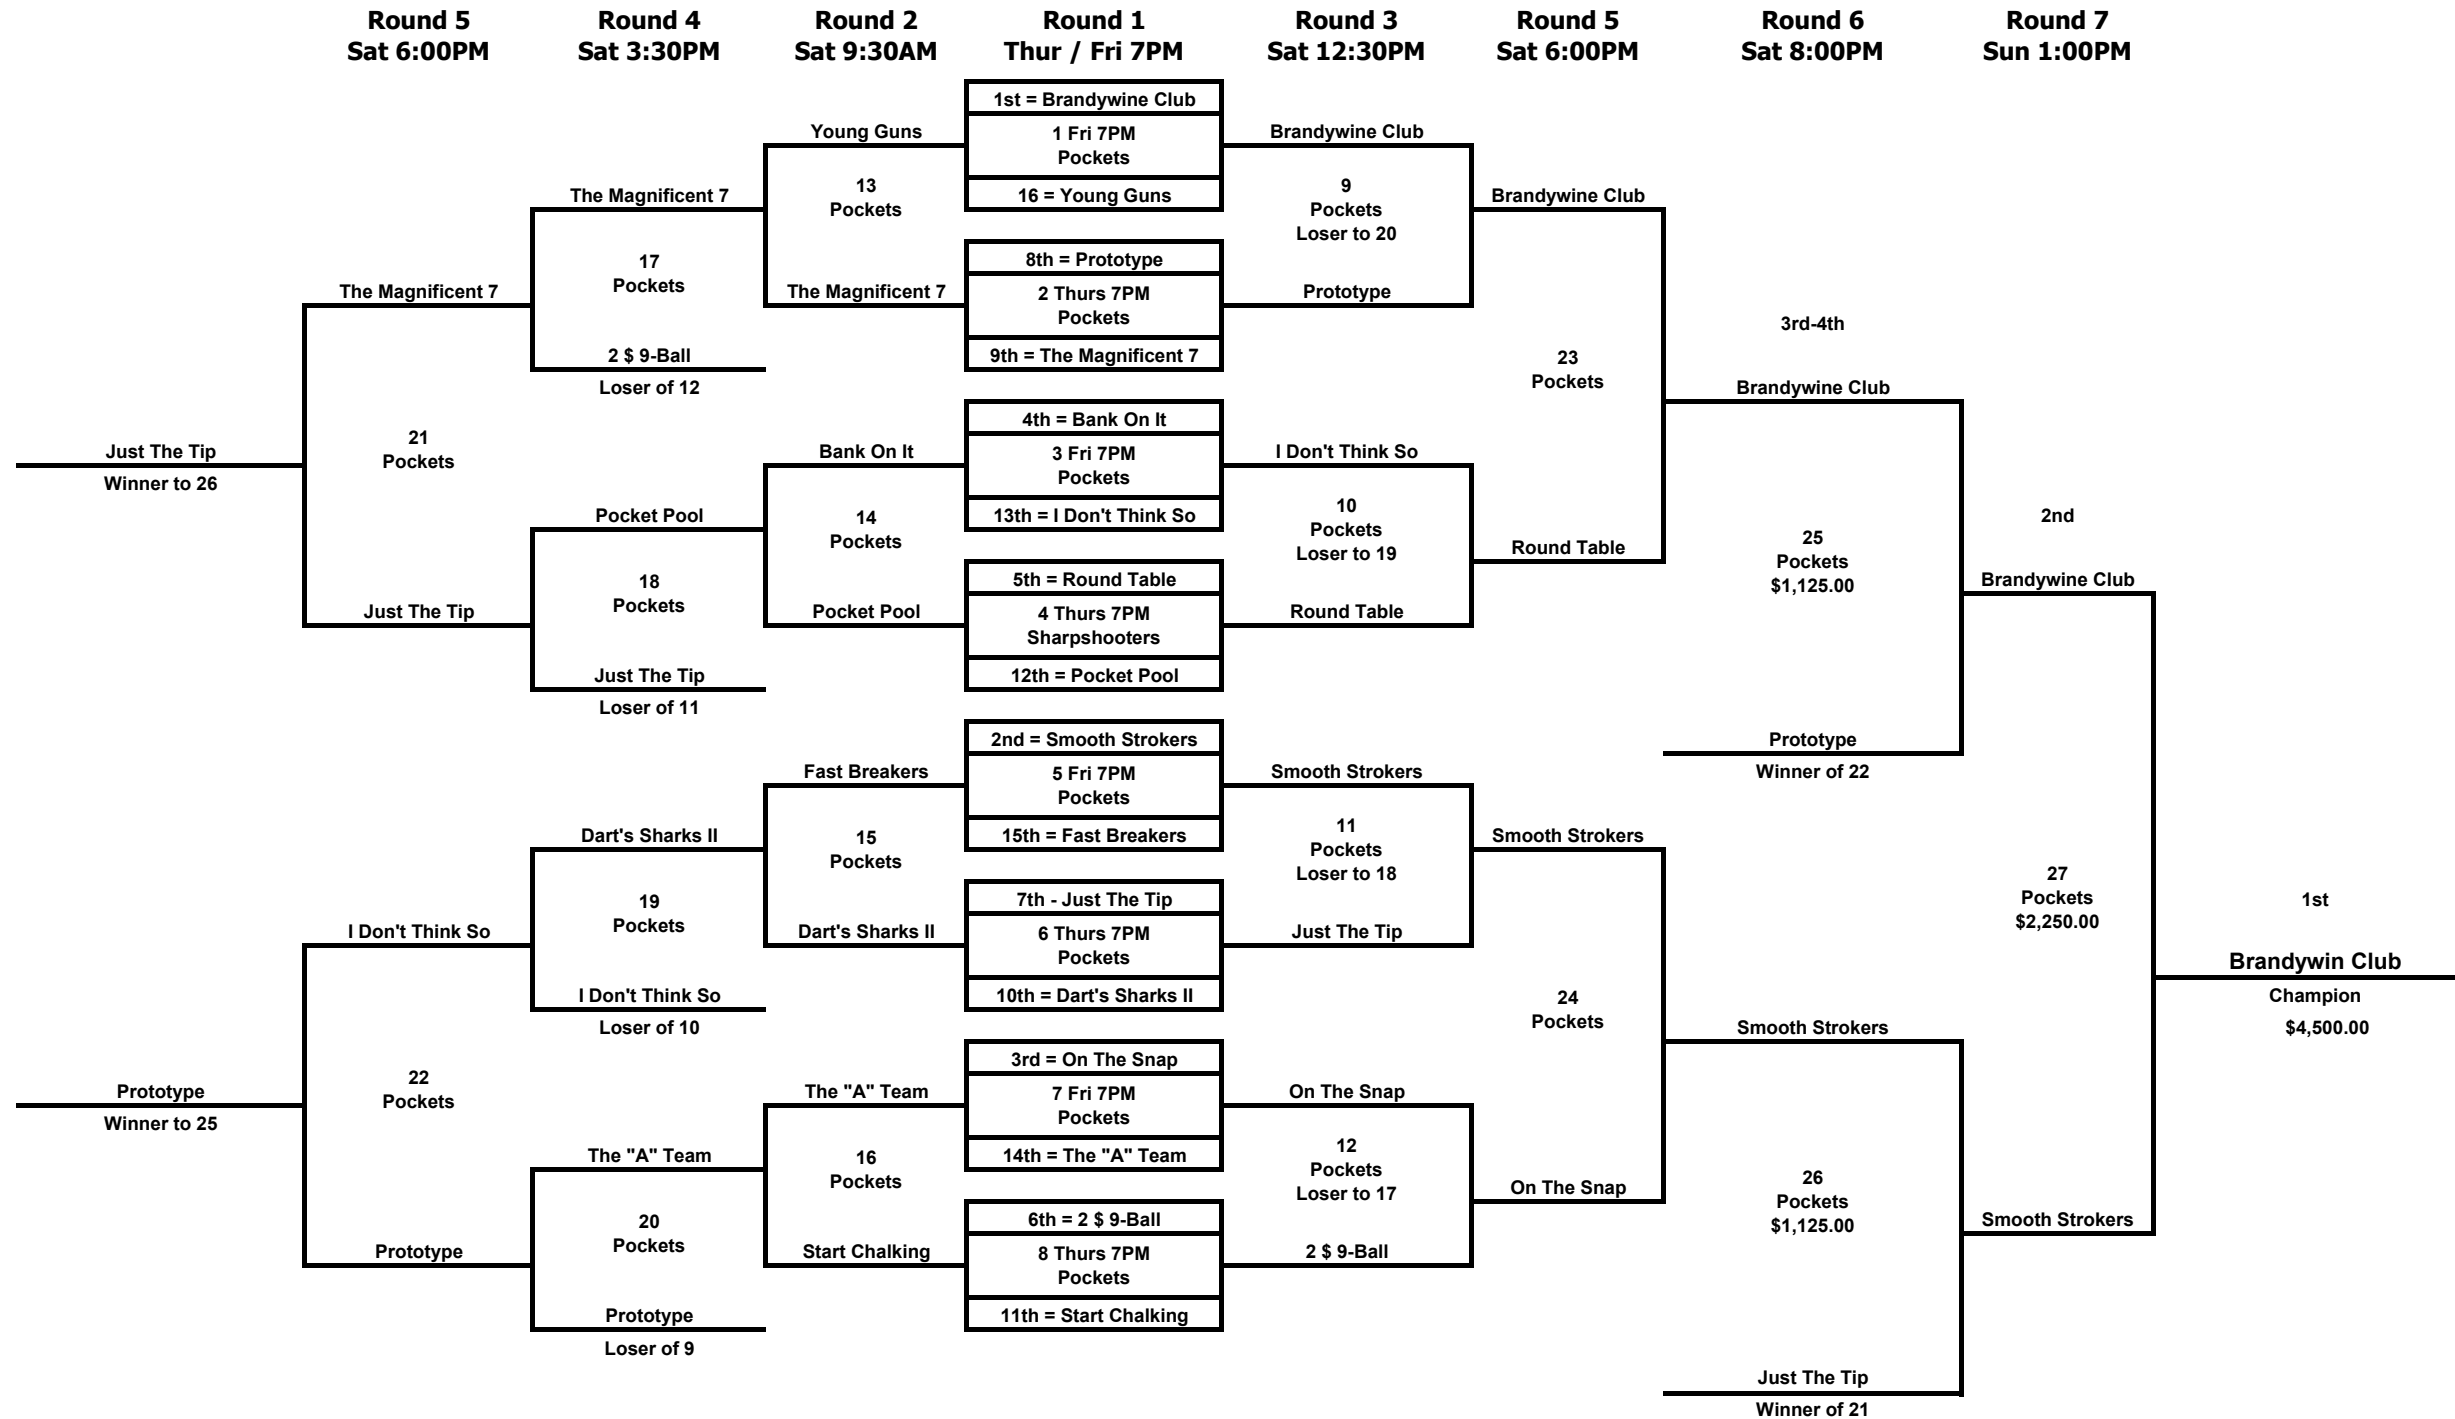 Round 5
Sat 6:00PM
Round 4
Sat 3:30PM
Round 2
Sat 9:30AM
Round 1
Thur / Fri 7PM
Round 3
Sat 12:30PM
Round 5
Sat 6:00PM
Round 6
Sat 8:00PM
Round 7
Sun 1:00PM
Just The Tip
Winner to 26
Prototype
Winner to 25
The Magnificent 7
21
Pockets
Just The Tip
I Don't Think So
22
Pockets
Prototype
The Magnificent 7
17
Pockets
2 $ 9-Ball
Loser of 12
Pocket Pool
18
Pockets
Just The Tip
Loser of 11
Dart's Sharks II
19
Pockets
I Don't Think So
Loser of 10
The "A" Team
20
Pockets
Prototype
Loser of 9
Young Guns
13
Pockets
The Magnificent 7
Bank On It
14
Pockets
Pocket Pool
Fast Breakers
15
Pockets
Dart's Sharks II
The "A" Team
16
Pockets
Start Chalking
1st = Brandywine Club
1 Fri 7PM
Pockets
16 = Young Guns
8th = Prototype
2 Thurs 7PM
Pockets
9th = The Magnificent 7
4th = Bank On It
3 Fri 7PM
Pockets
13th = I Don't Think So
5th = Round Table
4 Thurs 7PM
Sharpshooters
12th = Pocket Pool
2nd = Smooth Strokers
5 Fri 7PM
Pockets
15th = Fast Breakers
7th - Just The Tip
6 Thurs 7PM
Pockets
10th = Dart's Sharks II
3rd = On The Snap
7 Fri 7PM
Pockets
14th = The "A" Team
6th = 2 $ 9-Ball
8 Thurs 7PM
Pockets
11th = Start Chalking
Brandywine Club
9
Pockets
Loser to 20
Prototype
I Don't Think So
10
Pockets
Loser to 19
Round Table
Smooth Strokers
11
Pockets
Loser to 18
Just The Tip
On The Snap
12
Pockets
Loser to 17
2 $ 9-Ball
Brandywine Club
23
Pockets
Round Table
Smooth Strokers
24
Pockets
On The Snap
3rd-4th
Brandywine Club
25
Pockets
$1,125.00
Prototype
Winner of 22
Smooth Strokers
26
Pockets
$1,125.00
Just The Tip
Winner of 21
2nd
Brandywine Club
27
Pockets
$2,250.00
Smooth Strokers
1st
Brandywin Club
Champion
$4,500.00